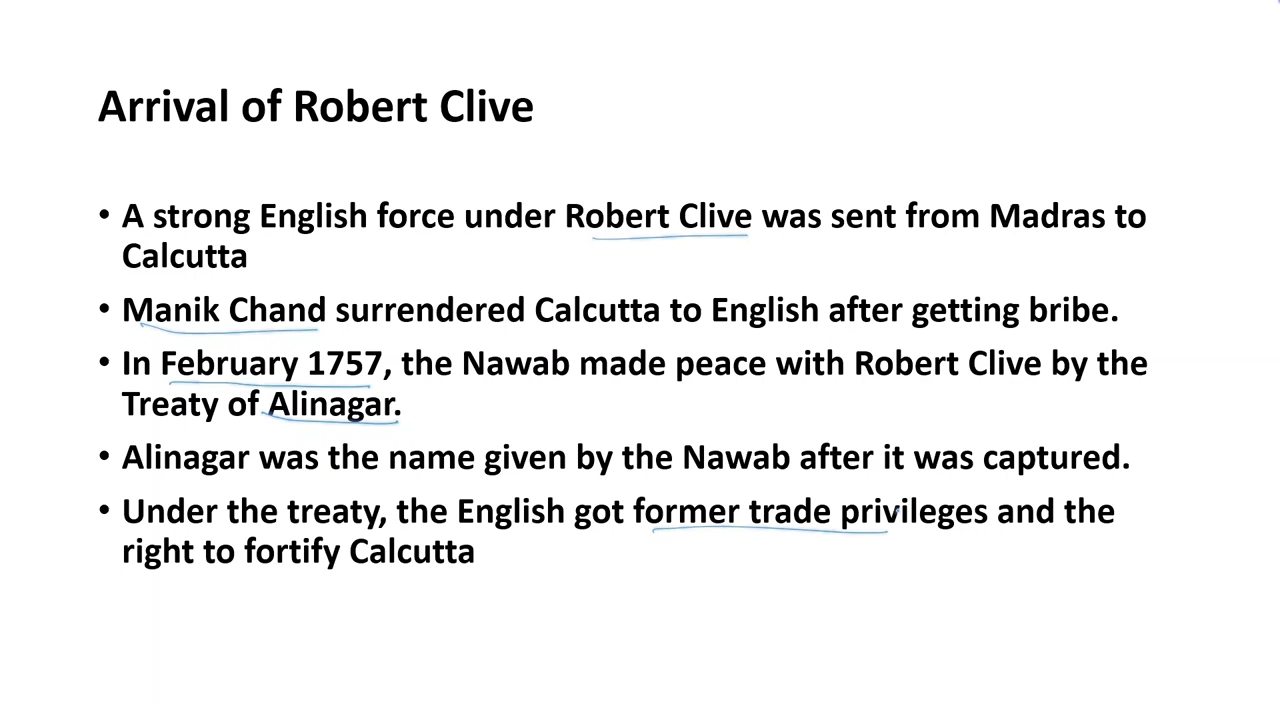 Arrival of Robert Clive
• A strong English force under Robert Clive was sent from Madras to
Calcutta
• Manik Chand surrendered Calcutta to English after getting bribe.
• In February 1757, the Nawab made peace with Robert Clive by the
Treaty of Alinagar.
• Alinagar was the name given by the Nawab after it was captured.
• Under the treaty, the English got former trade privileges and the
right to fortify Calcutta